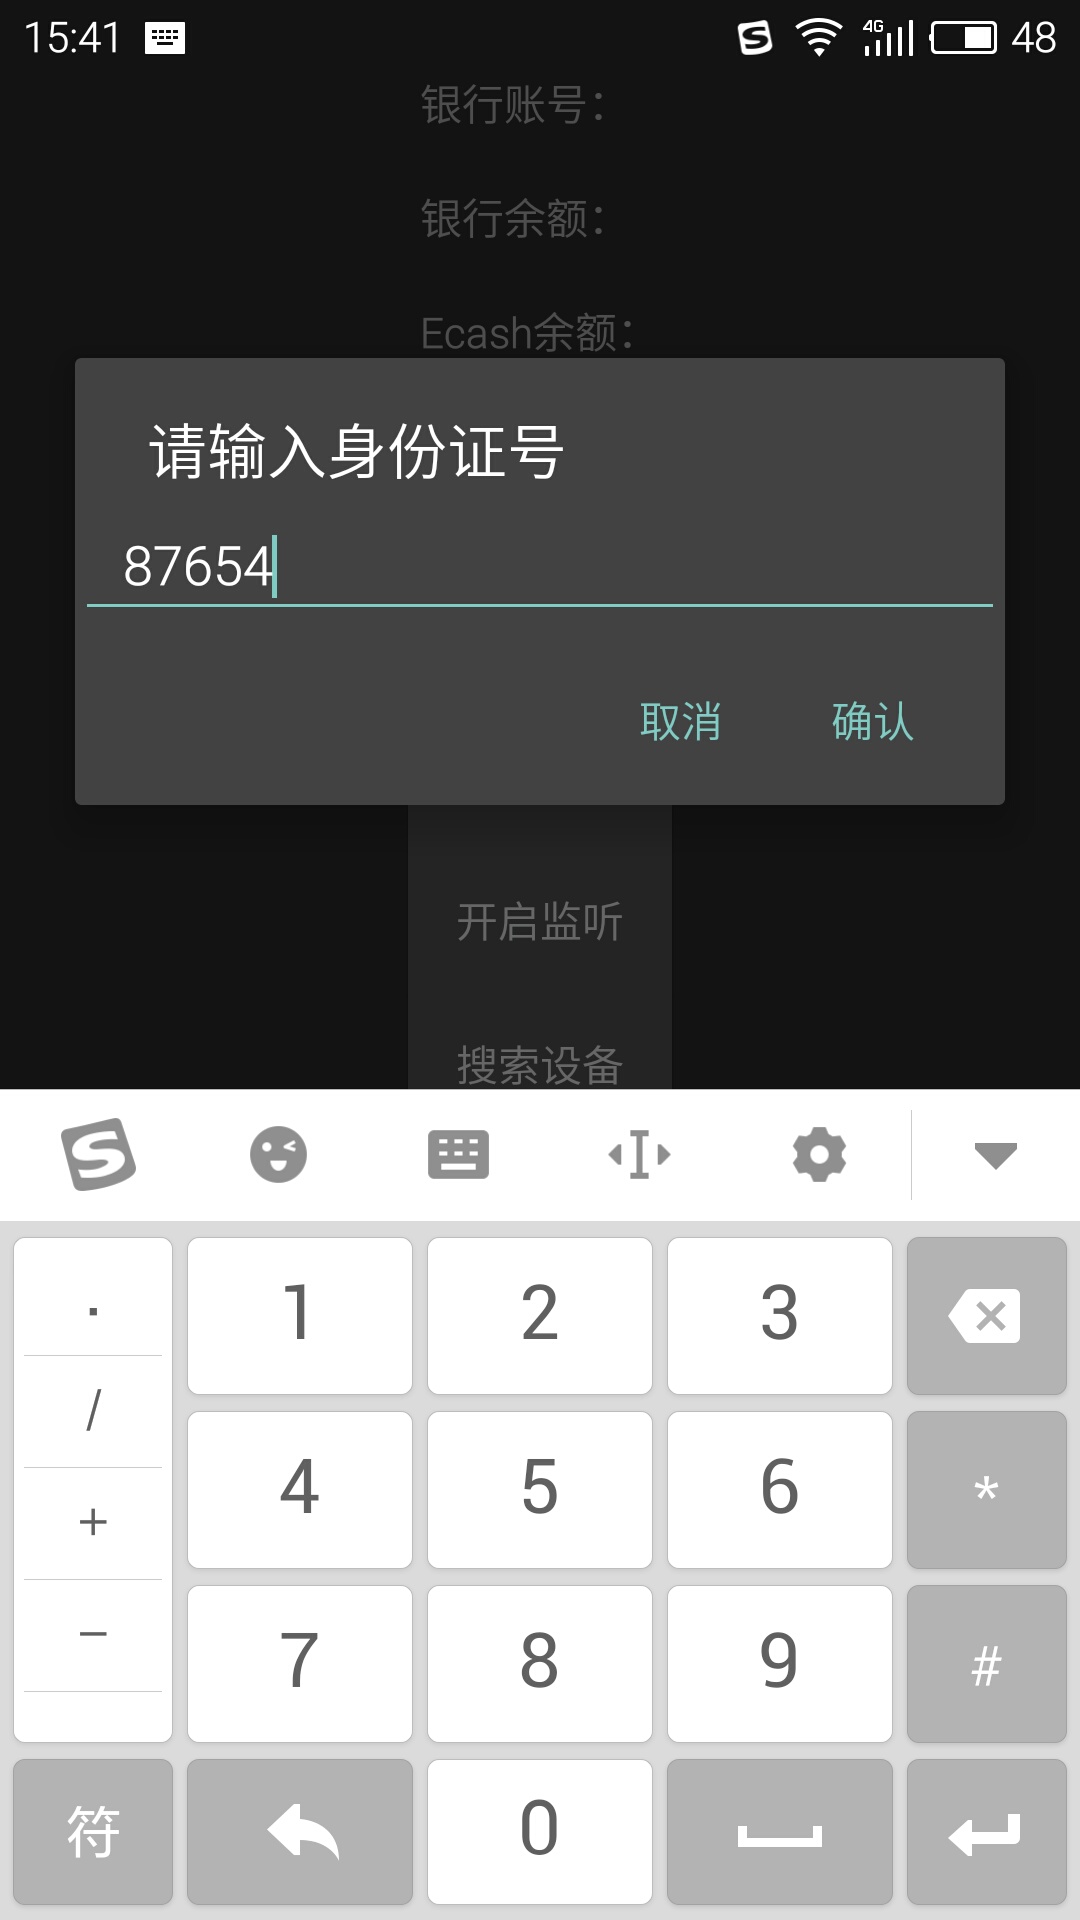 15:41 4G 48
银行账号：
银行余额：
Ecash余额：
请输入身份证号
87654
取消 确认
开启监听
搜索设备
. 1 2 3
/ 4 5 6 *
+
- 7 8 9 #
符 0